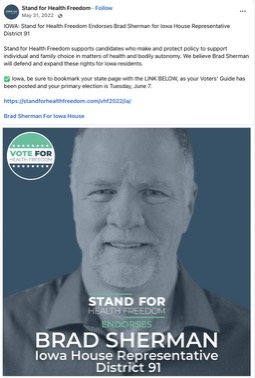 Stand for Health Freedom · Follow
May 31, 2022 ·
IOWA: Stand for Health Freedom Endorses Brad Sherman for Iowa House Representative
District 91
Stand for Health Freedom supports candidates who make and protect policy to support
individual and family choice in matters of health and bodily autonomy. We believe Brad Sherman
will defend and expand these rights for Iowa residents.
✅ Iowa, be sure to bookmark your state page with the LINK BELOW, as your Voters' Guide has
been posted and your primary election is Tuesday, June 7.
https://standforhealthfreedom.com/vhf2022/ia/
Brad Sherman For Iowa House
VOTE FOR
HEALTH FREEDOM
STAND FOR
HEALTH FREEDOM
ENDORSES
BRAD SHERMAN
Iowa House Representative
District 91